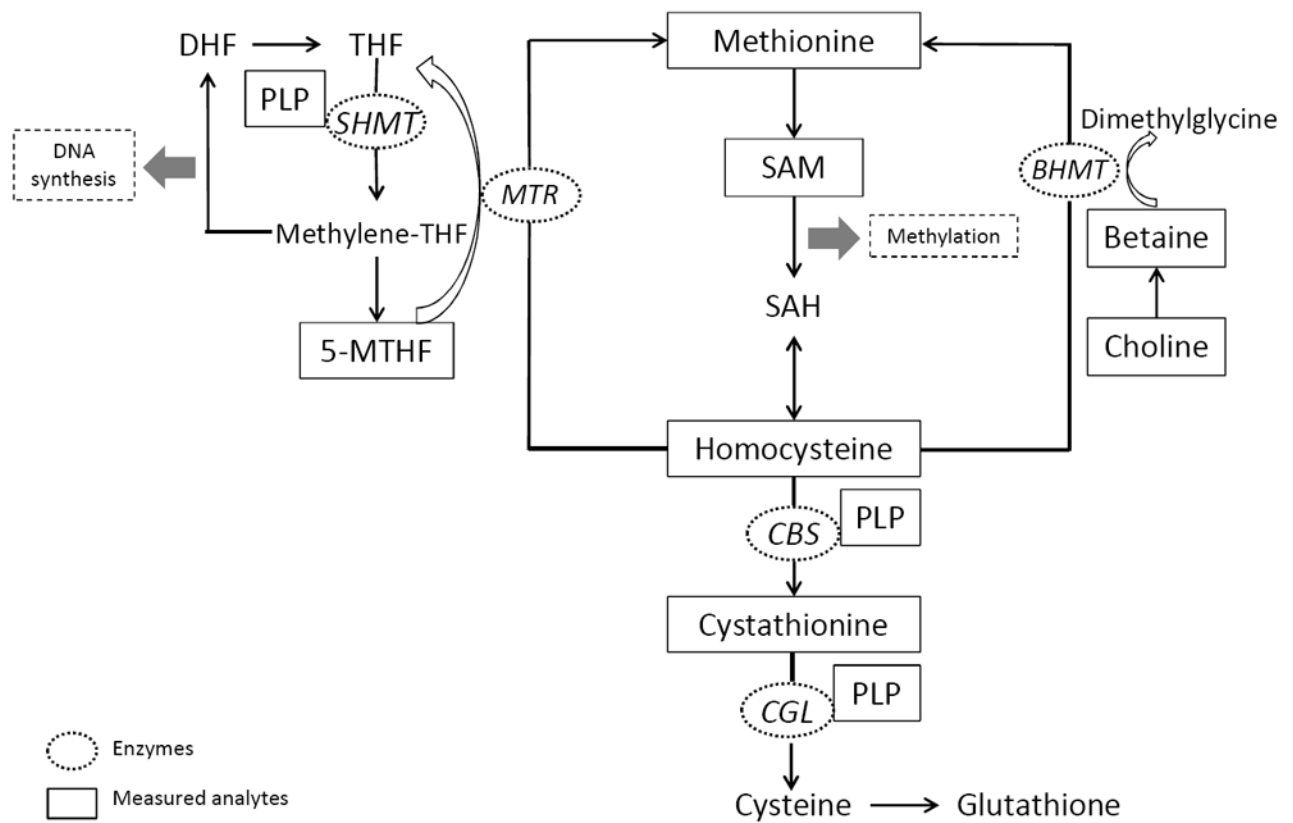 DHF
THF
Methionine
PLP
SHMT
Dimethylglycine
DNA
synthesis
MTR
SAM
BHMT
Methylene-THF
Methylation
Betaine
SAH
5-MTHF
Choline
Homocysteine
CBS
PLP
Cystathionine
CGL
PLP
Enzymes
Measured analytes
Cysteine
Glutathione